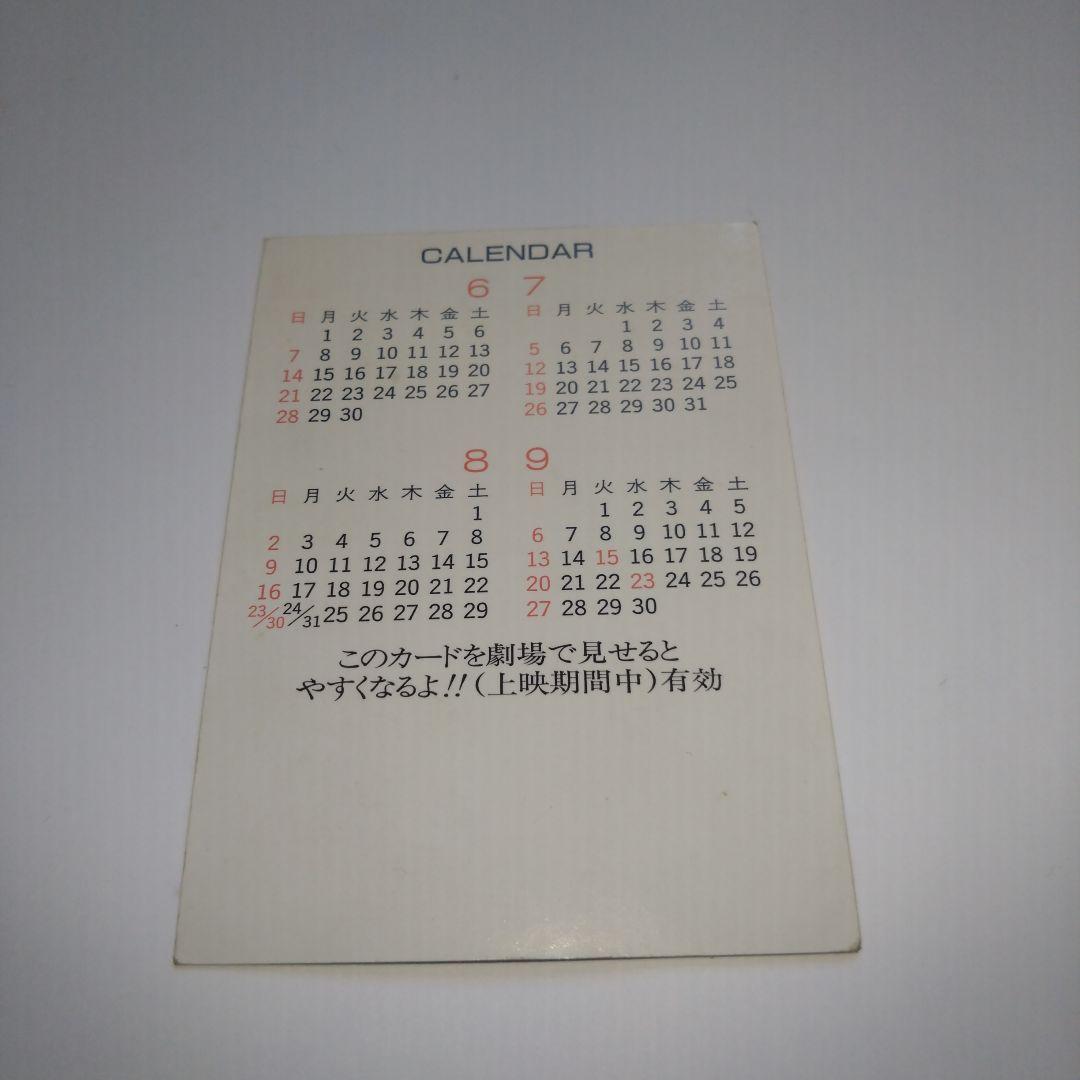 CALENDAR
6
日 月 火 水 木 金 土
1 2 3 4 5 6
7 8 9 10 11 12 13
14 15 16 17 18 19 20
21 22 23 24 25 26 27
28 29 30
7
日 月 火 水 木 金 土
1 2 3 4
5 6 7 8 9 10 11
12 13 14 15 16 17 18
19 20 21 22 23 24 25
26 27 28 29 30 31
8
日 月 火 水 木 金 土
1
2 3 4 5 6 7 8
9 10 11 12 13 14 15
16 17 18 19 20 21 22
23/30 24/31 25 26 27 28 29
9
日 月 火 水 木 金 土
1 2 3 4 5
6 7 8 9 10 11 12
13 14 15 16 17 18 19
20 21 22 23 24 25 26
27 28 29 30
このカードを劇場で見せると
やすくなるよ!!(上映期間中)有効